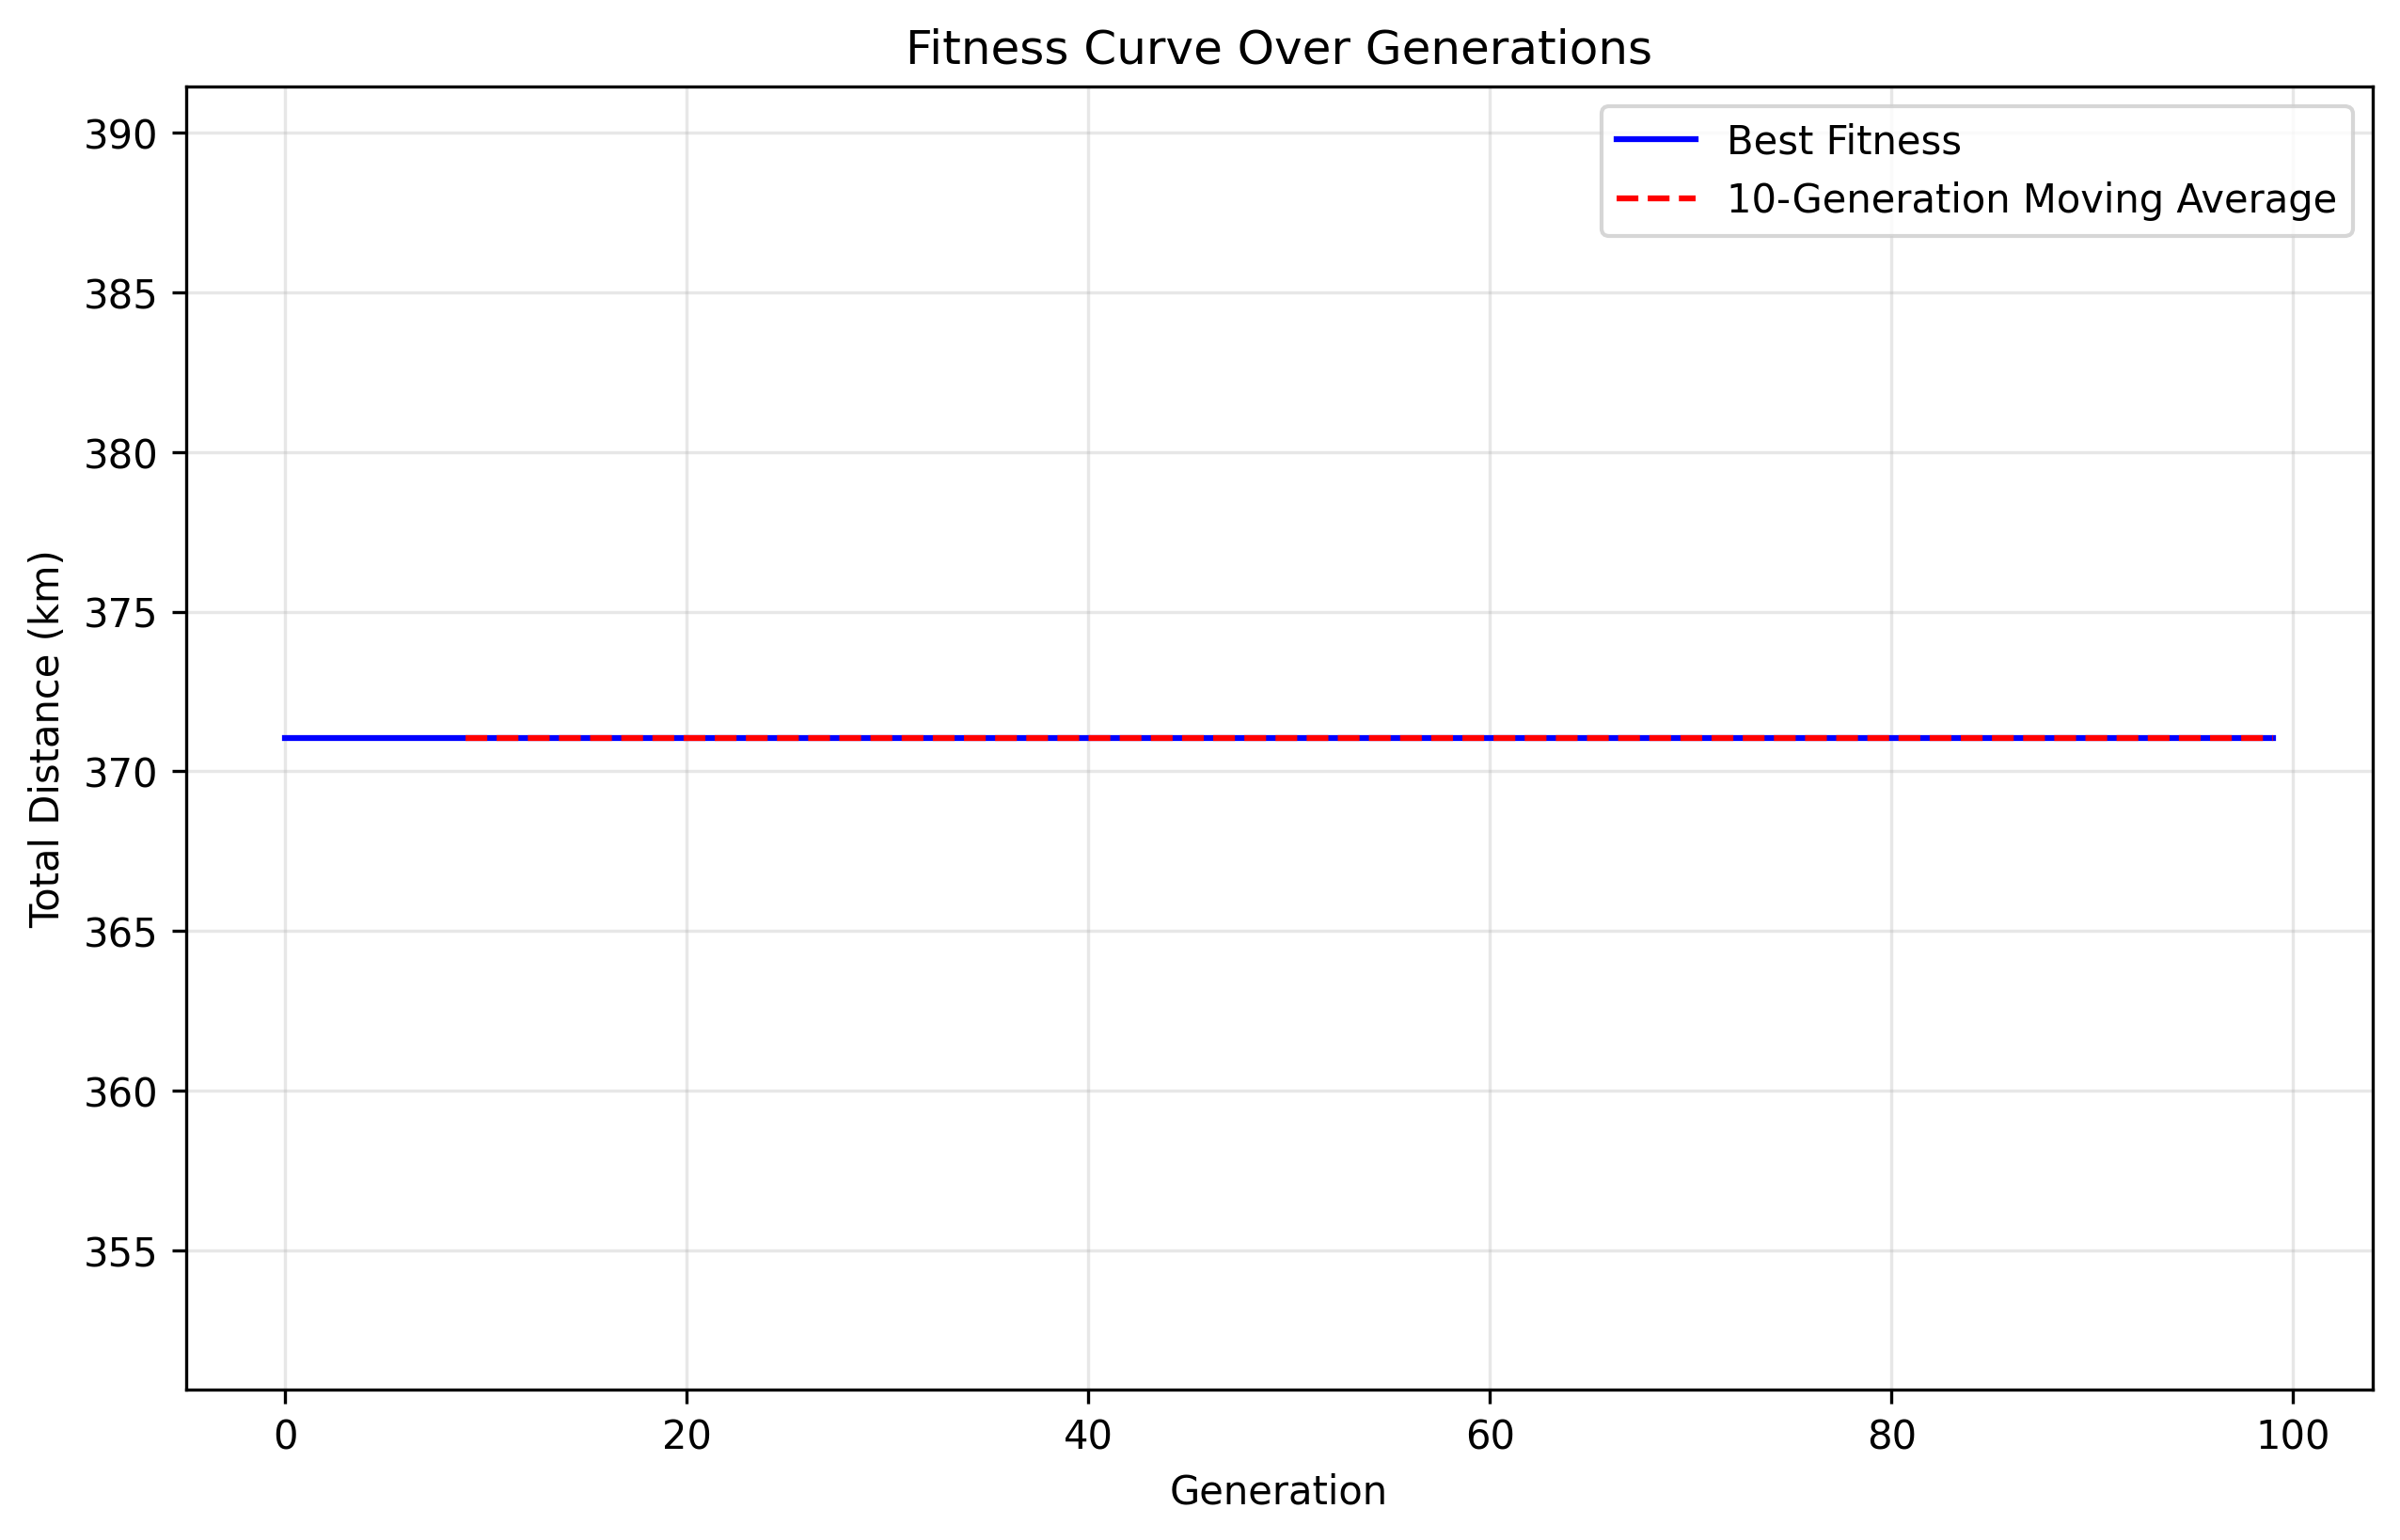 Fitness Curve Over Generations
Best Fitness
10-Generation Moving Average
390
385
380
375
370
365
360
355
Total Distance (km)
0 20 40 60 80 100
Generation